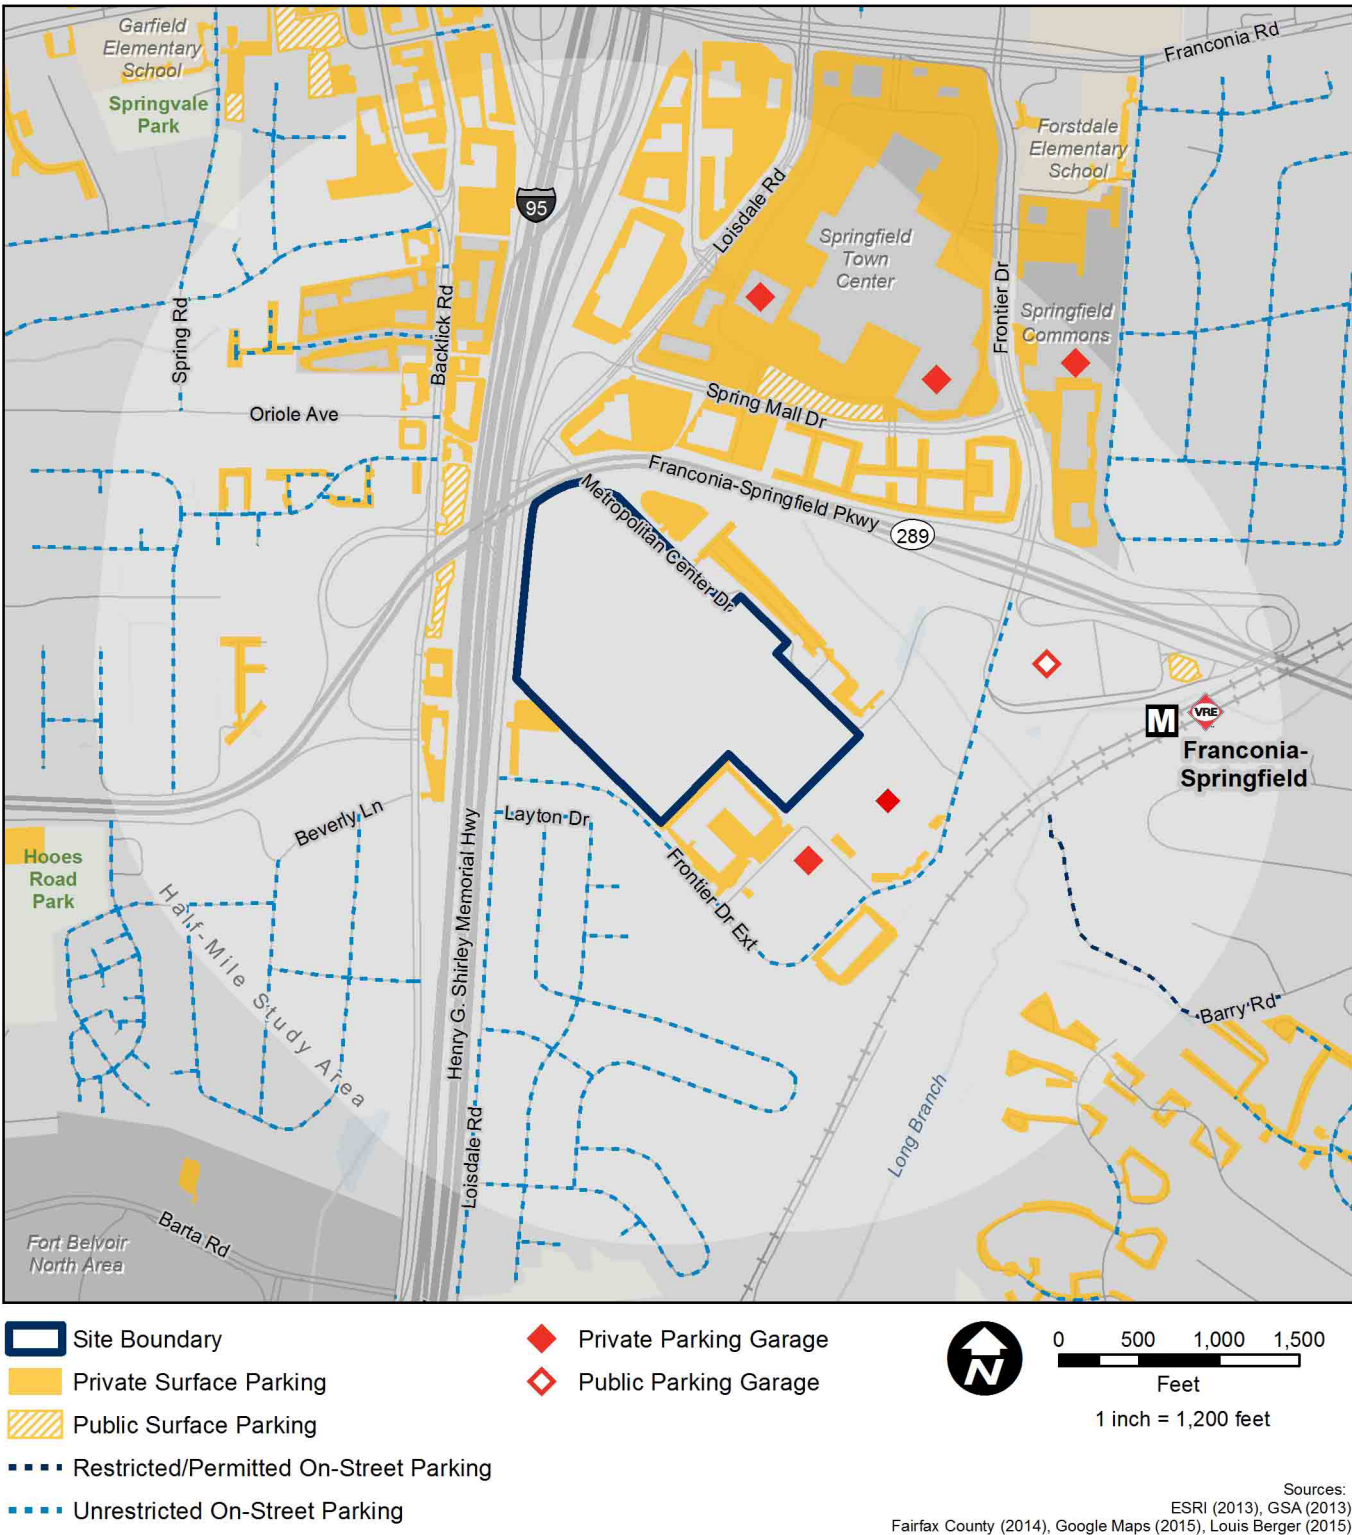 Garfield
Elementary
School
Springvale
Park
Franconia Rd
Forstdale
Elementary
School
95
Loisdale Rd
Springfield
Town
Center
Frontier Dr
Springfield
Commons
Spring Rd
Backlick Rd
Oriole Ave
Spring Mall Dr
Franconia-Springfield Pkwy
289
Metropolitan Center Dr
M
VRE
Franconia-
Springfield
Layton Dr
Beverly Ln
Henry G. Shirley Memorial Hwy
Frontier Dr Ext
Hooes
Road
Park
Half-Mile Study Area
Barry Rd
Long Branch
Loisdale Rd
Barta Rd
Fort Belvoir
North Area
Site Boundary
Private Surface Parking
Public Surface Parking
Restricted/Permitted On-Street Parking
Unrestricted On-Street Parking
Private Parking Garage
Public Parking Garage
N
0 500 1,000 1,500
Feet
1 inch = 1,200 feet
Sources:
ESRI (2013), GSA (2013)
Fairfax County (2014), Google Maps (2015), Louis Berger (2015)